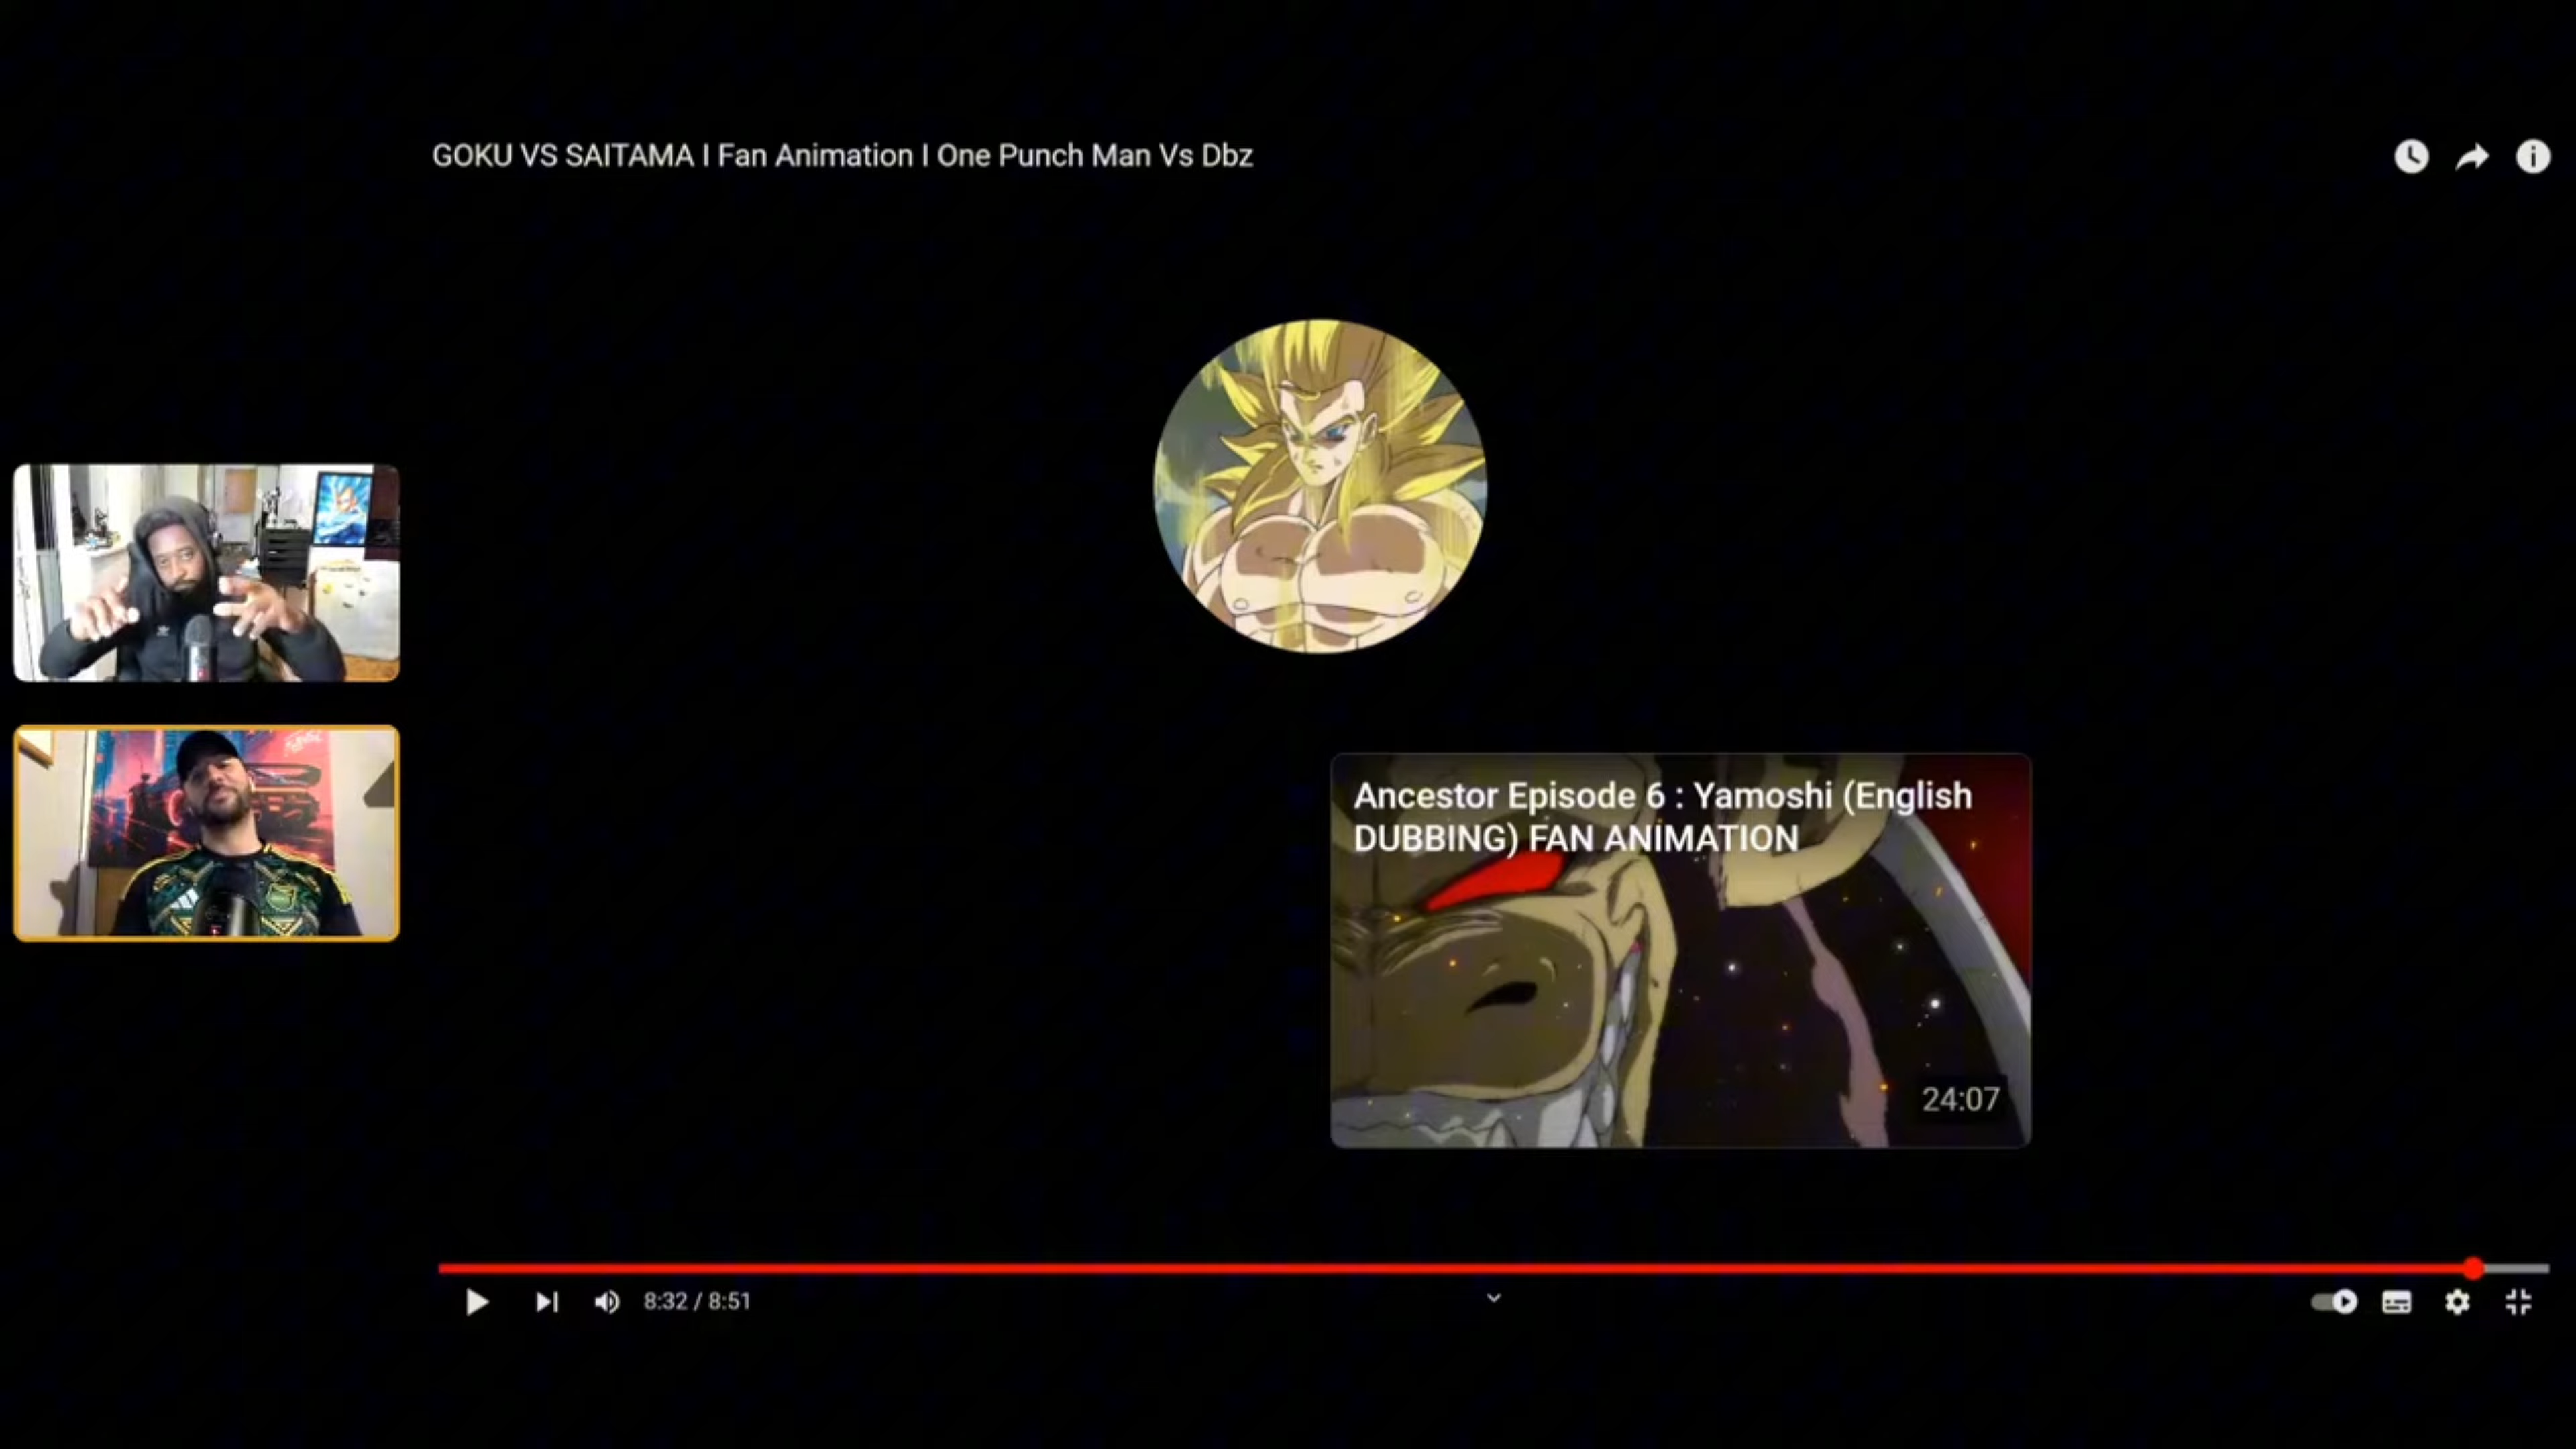 GOKU VS SAITAMA I Fan Animation I One Punch Man Vs Dbz
Ancestor Episode 6 : Yamoshi (English
DUBBING) FAN ANIMATION
24:07
8:32 / 8:51